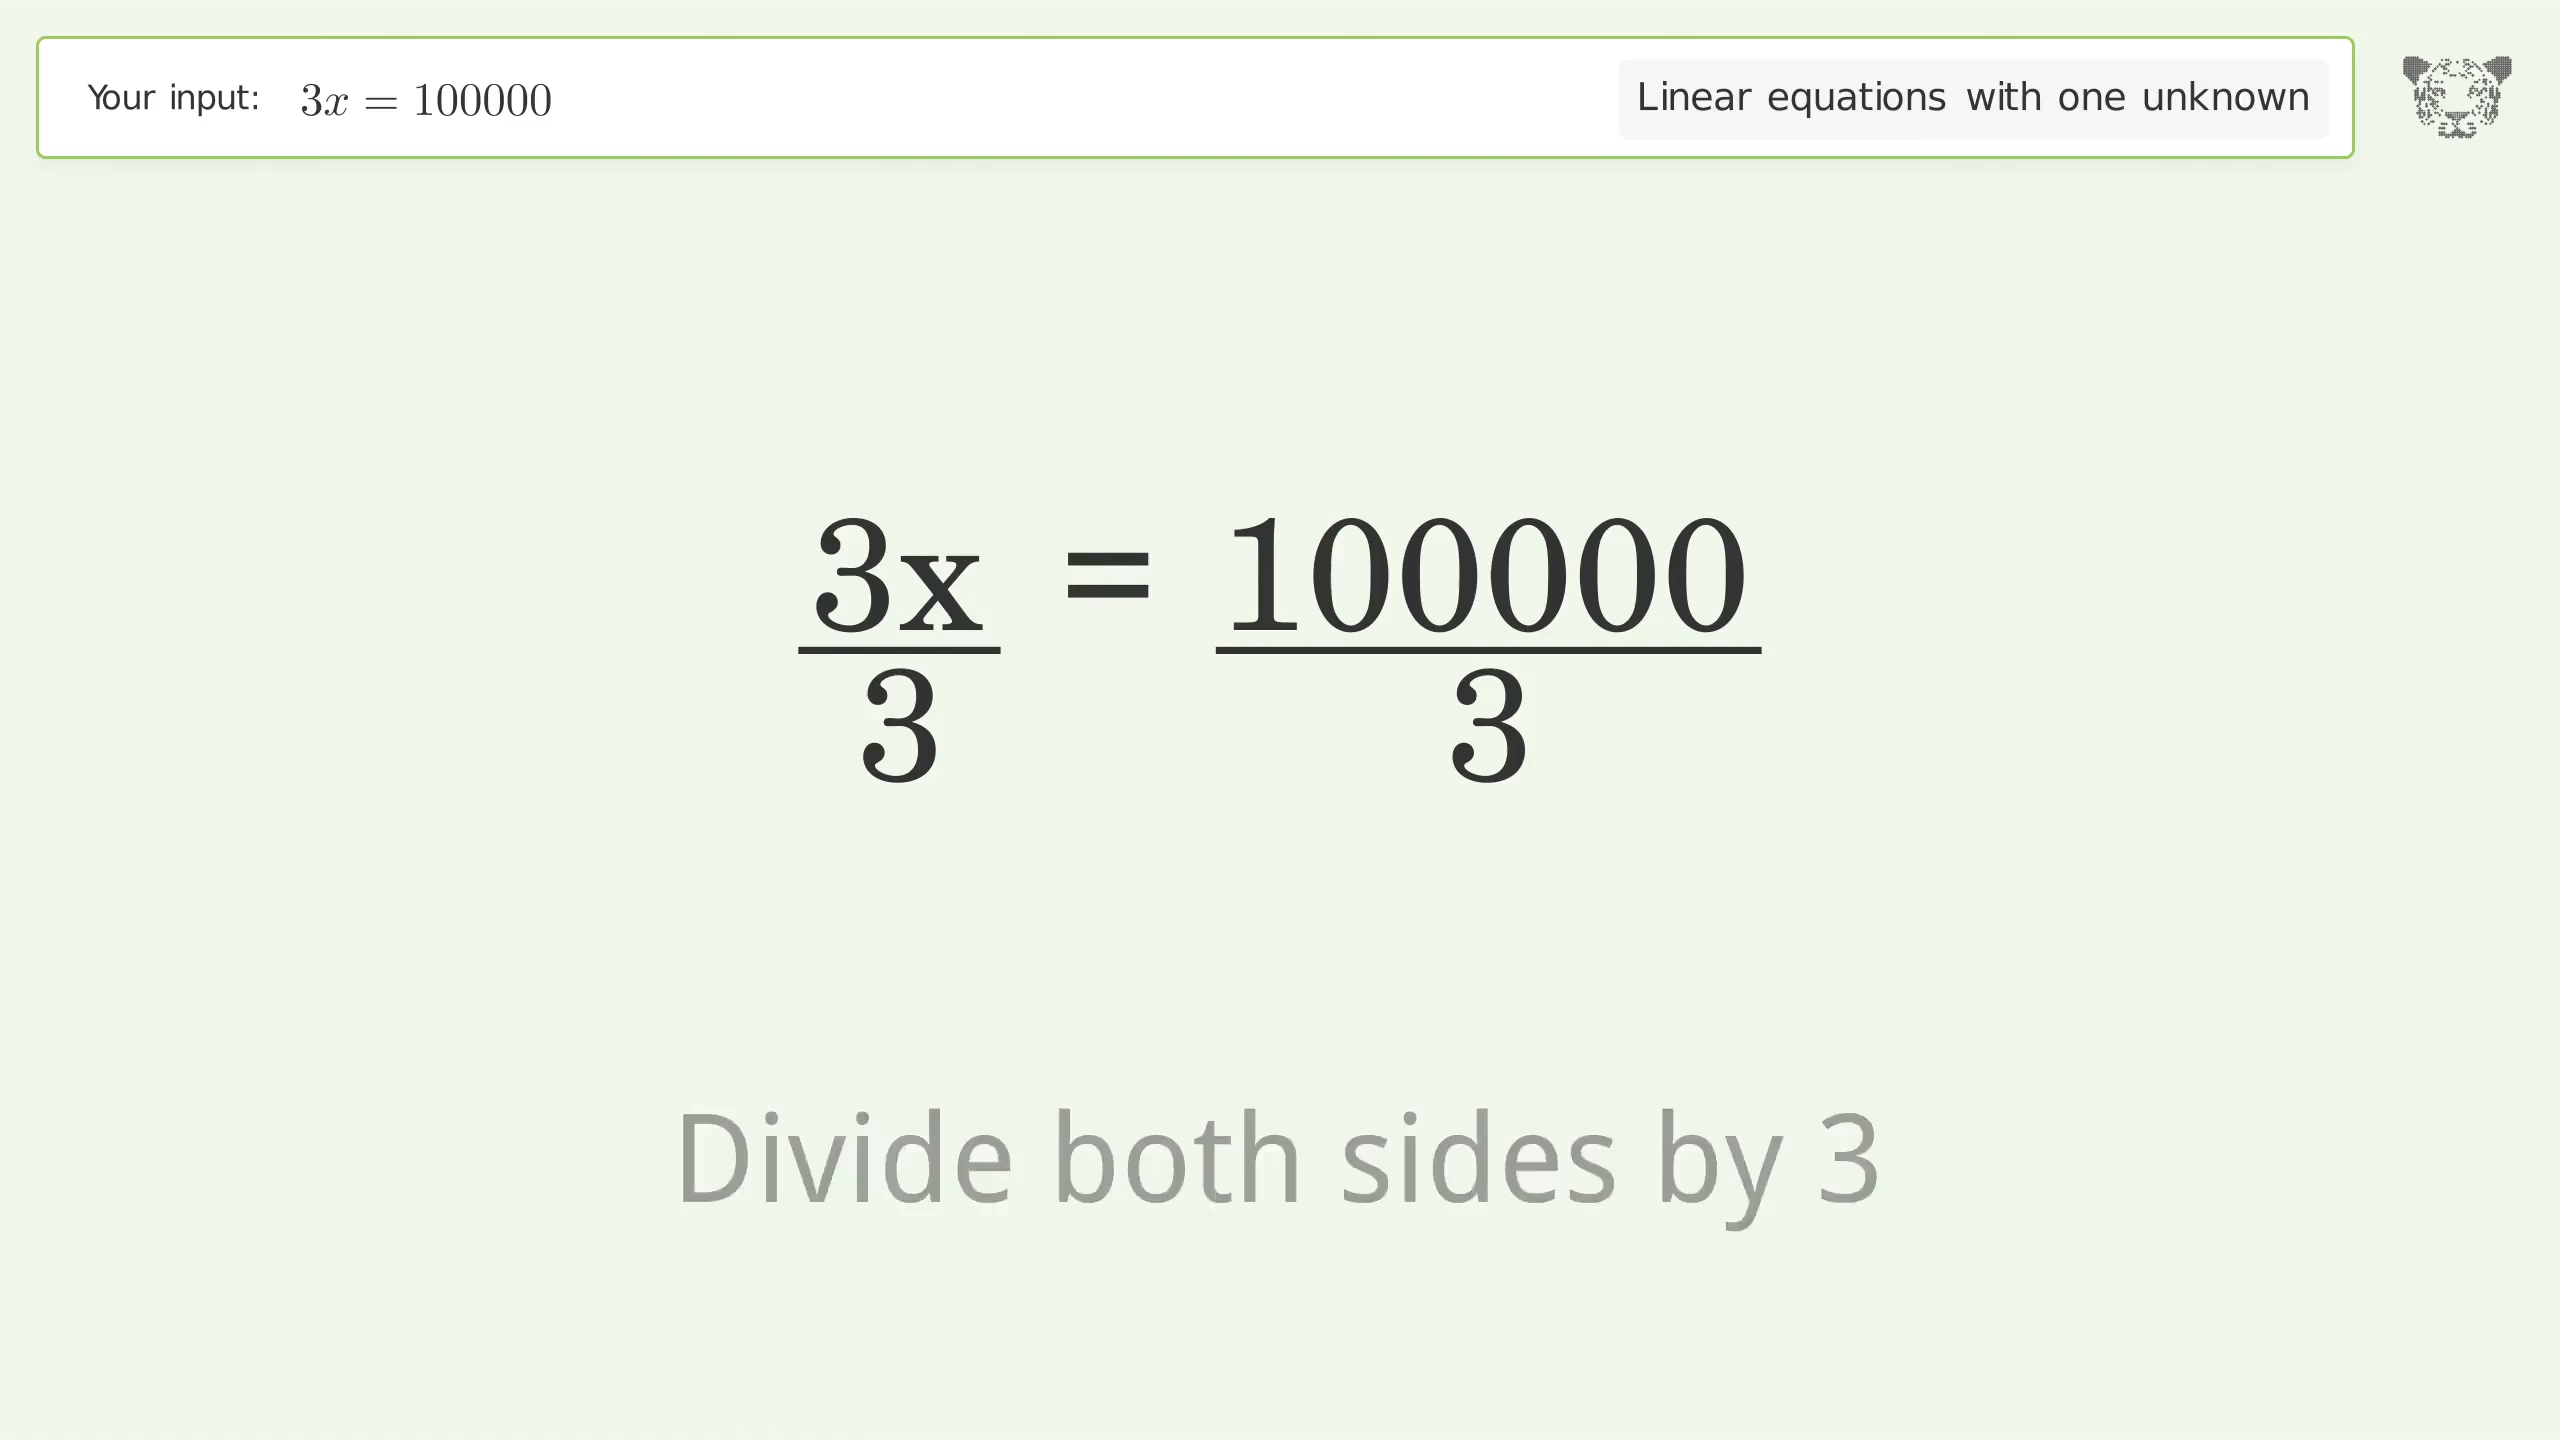 Your input: 3x = 100000
Linear equations with one unknown
3x/3 = 100000/3
Divide both sides by 3